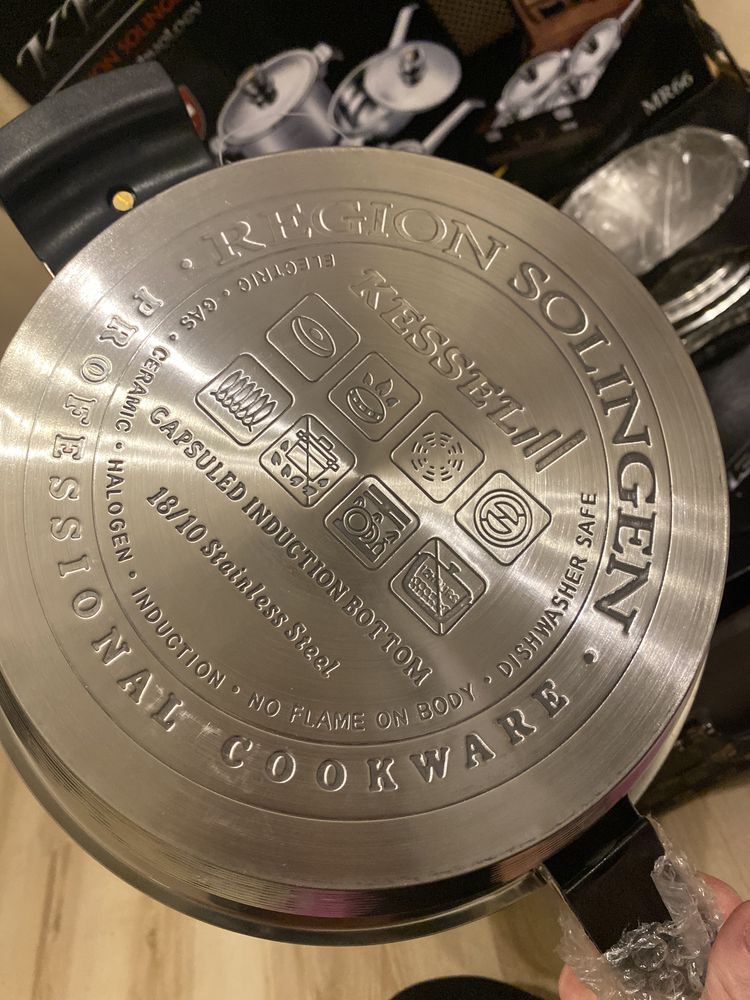 REGION SOLINGEN •
PROFESSIONAL COOKWARE •
ELECTRIC • GAS • CERAMIC • HALOGEN • INDUCTION • NO FLAME ON BODY • DISHWASHER SAFE
KESSEL
CAPSULED INDUCTION BOTTOM
18/10 Stainless Steel
MR66